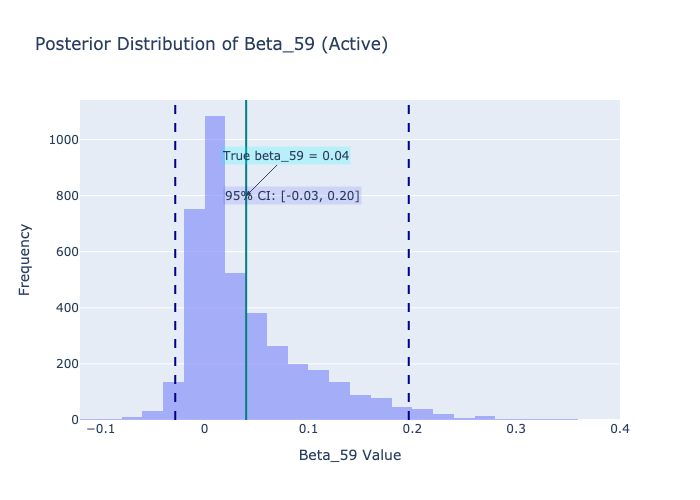 Posterior Distribution of Beta_59 (Active)
1000
800
600
400
200
0
Frequency
True beta_59 = 0.04
95% CI: [-0.03, 0.20]
−0.1
0
0.1
0.2
0.3
0.4
Beta_59 Value